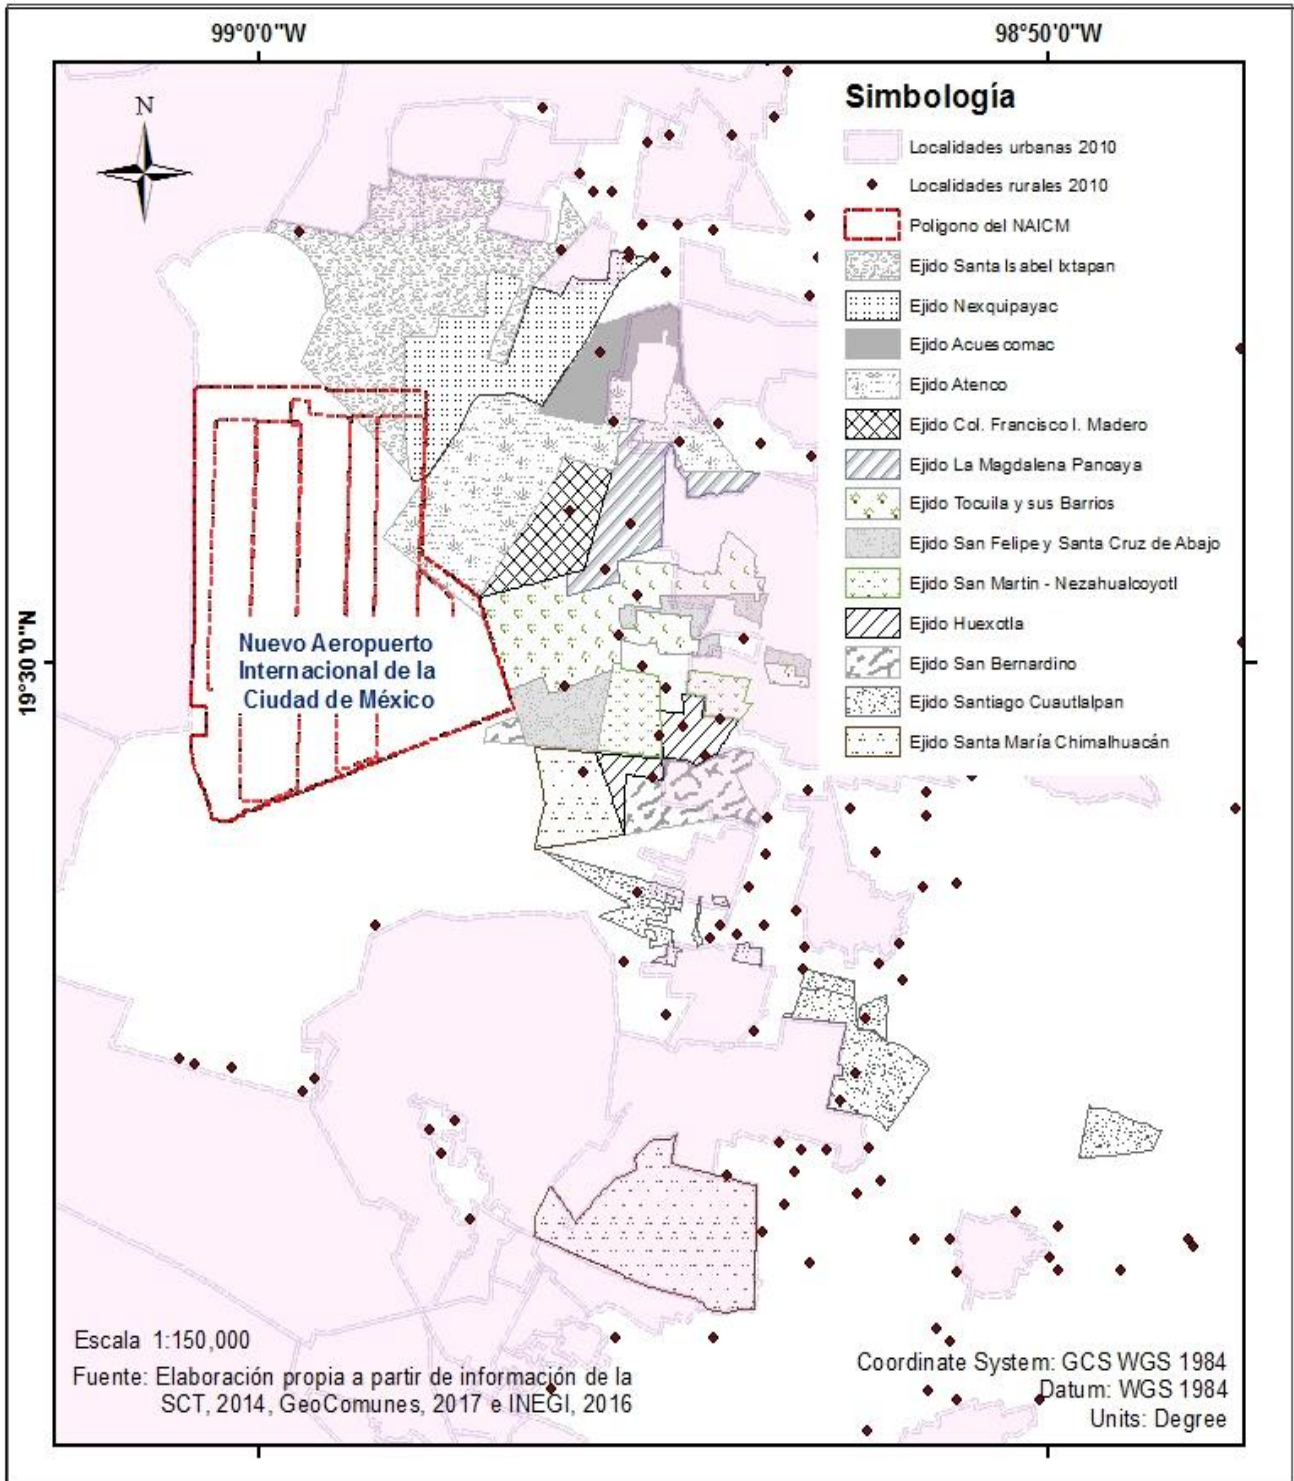 99°0'0"W
98°50'0"W
N
Simbología
Localidades urbanas 2010
Localidades rurales 2010
Poligono del NAICM
Ejido Santa Isabel Ixtapan
Ejido Nexquipayac
Ejido Acuescomac
Ejido Atenco
Ejido Col. Francisco I. Madero
Ejido La Magdalena Panoaya
Ejido Tocuila y sus Barrios
Ejido San Felipe y Santa Cruz de Abajo
Ejido San Martin - Nezahualcoyotl
Ejido Huexotla
Ejido San Bernardino
Ejido Santiago Cuautlalpan
Ejido Santa María Chimalhuacán
19°30'0"N
Nuevo Aeropuerto
Internacional de la
Ciudad de México
Escala 1:150,000
Fuente: Elaboración propia a partir de información de la
SCT, 2014, GeoComunes, 2017 e INEGI, 2016
Coordinate System: GCS WGS 1984
Datum: WGS 1984
Units: Degree